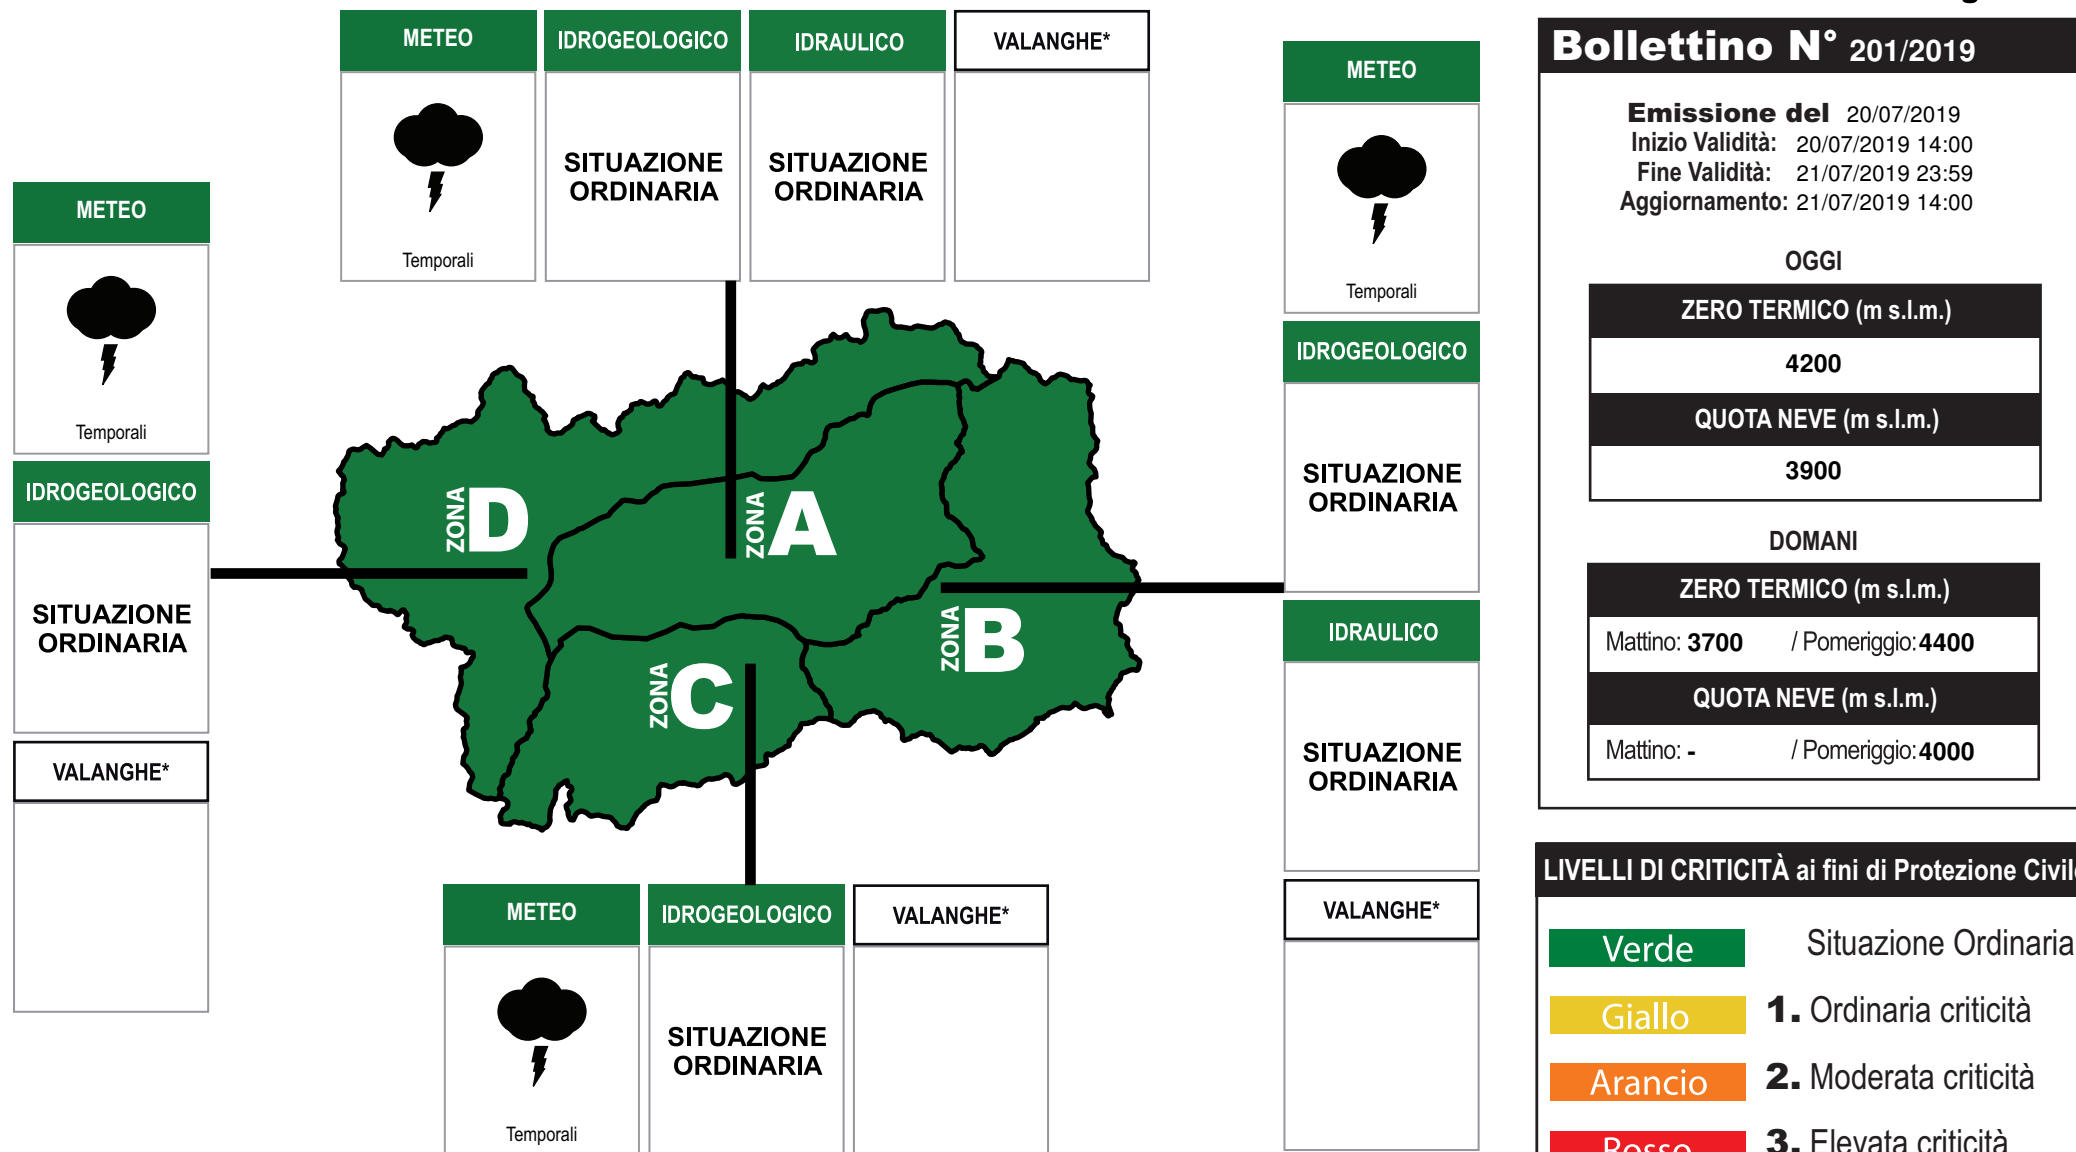 METEO
IDROGEOLOGICO
IDRAULICO
VALANGHE*
Temporali
SITUAZIONE
ORDINARIA
SITUAZIONE
ORDINARIA
METEO
Temporali
IDROGEOLOGICO
SITUAZIONE
ORDINARIA
VALANGHE*
ZONA D
ZONA A
ZONA B
ZONA C
METEO
Temporali
IDROGEOLOGICO
SITUAZIONE
ORDINARIA
IDRAULICO
SITUAZIONE
ORDINARIA
VALANGHE*
METEO
IDROGEOLOGICO
VALANGHE*
Temporali
SITUAZIONE
ORDINARIA
Bollettino N° 201/2019
Emissione del 20/07/2019
Inizio Validità: 20/07/2019 14:00
Fine Validità: 21/07/2019 23:59
Aggiornamento: 21/07/2019 14:00
OGGI
ZERO TERMICO (m s.l.m.)
4200
QUOTA NEVE (m s.l.m.)
3900
DOMANI
ZERO TERMICO (m s.l.m.)
Mattino: 3700 / Pomeriggio: 4400
QUOTA NEVE (m s.l.m.)
Mattino: - / Pomeriggio: 4000
LIVELLI DI CRITICITÀ ai fini di Protezione Civile
Verde Situazione Ordinaria
Giallo 1. Ordinaria criticità
Arancio 2. Moderata criticità
Rosso 3. Elevata criticità